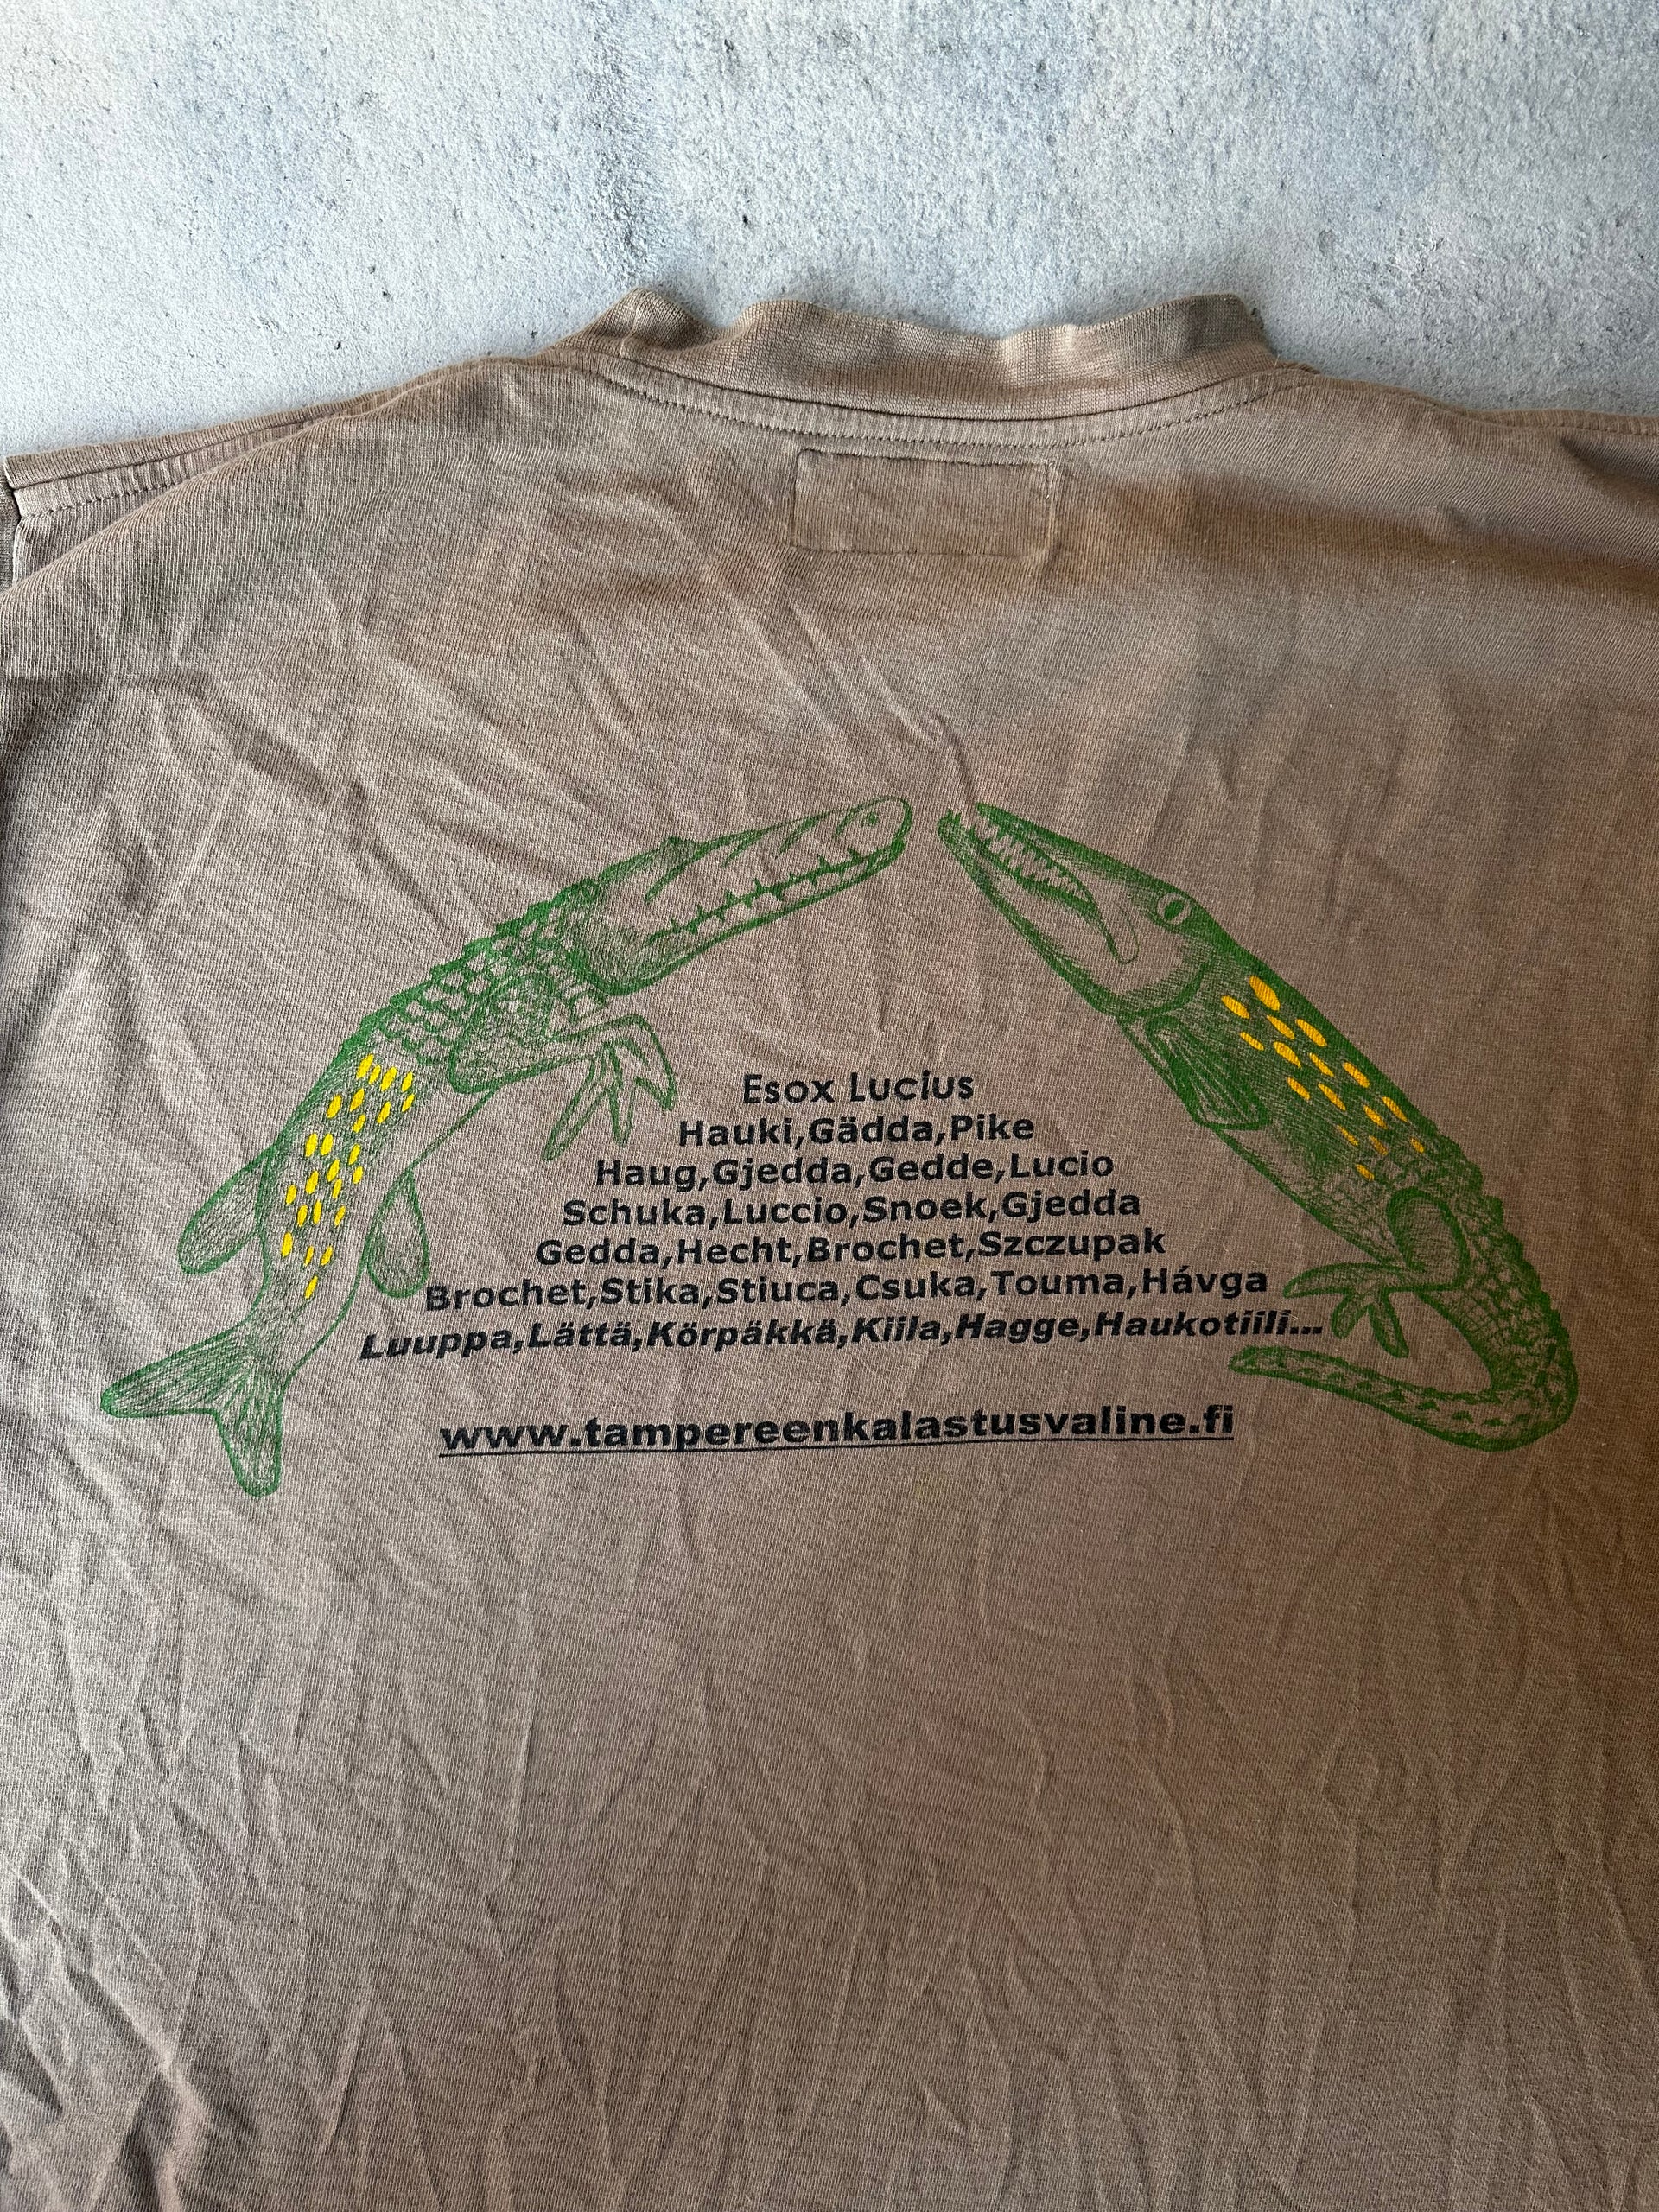 Esox Lucius
Hauki,Gädda,Pike
Haug,Gjedda,Gedde,Lucio
Schuka,Luccio,Snoek,Gjedda
Gedda,Hecht,Brochet,Szczupak
Brochet,Stika,Stiuca,Csuka,Touma,Hávga
Luuppa,Lättä,Körpäkkä,Kiila,Hagge,Haukotiili...
www.tampereenkalastusvaline.fi